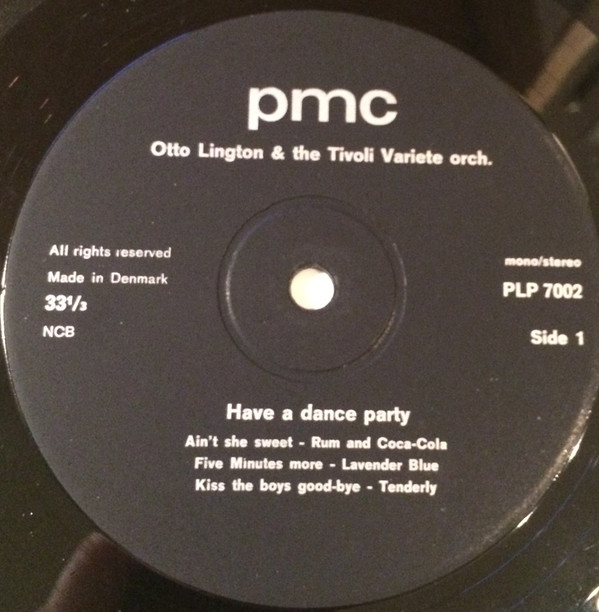 pmc
Otto Lington & the Tivoli Variete orch.
All rights reserved
Made in Denmark
33⅓
NCB
mono/stereo
PLP 7002
Side 1
Have a dance party
Ain't she sweet - Rum and Coca-Cola
Five Minutes more - Lavender Blue
Kiss the boys good-bye - Tenderly